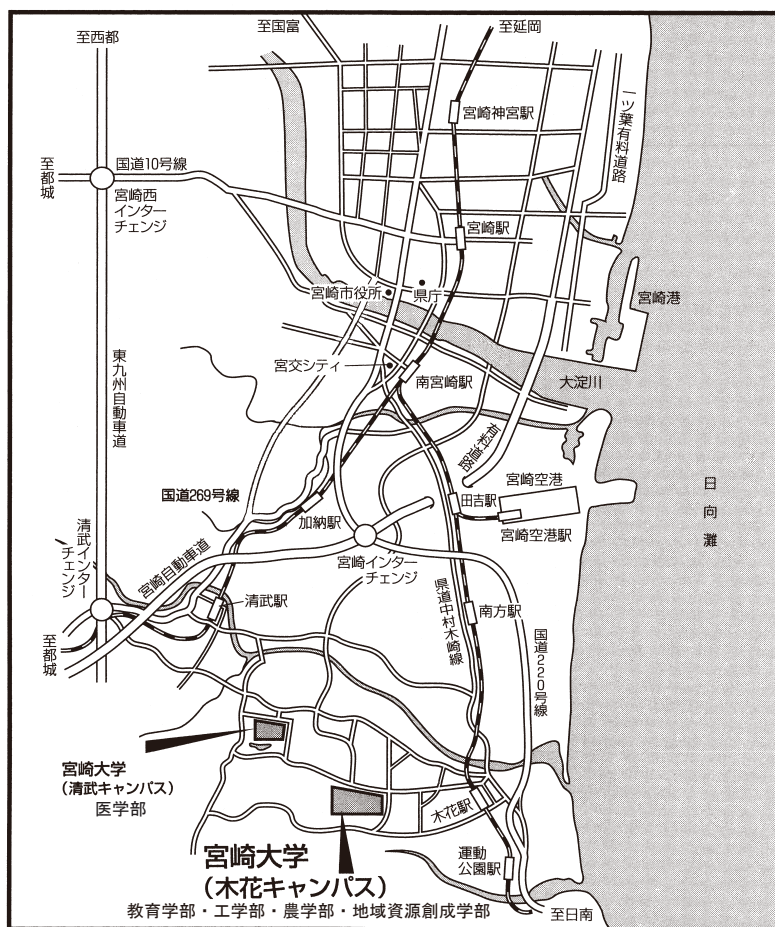 至西都
至国富
至延岡
一ツ葉有料道路
宮崎神宮駅
国道10号線
至都城
宮崎西
インター
チェンジ
宮崎駅
宮崎市役所
県庁
宮崎港
宮交シティ
南宮崎駅
大淀川
東九州自動車道
有料道路
宮崎空港
日向灘
国道269号線
田吉駅
加納駅
宮崎空港駅
清武インター
チェンジ
宮崎自動車道
宮崎インター
チェンジ
清武駅
県道中村木崎線
南方駅
至都城
国道220号線
宮崎大学
(清武キャンパス)
医学部
木花駅
宮崎大学
(木花キャンパス)
運動
公園駅
教育学部・工学部・農学部・地域資源創成学部
至日南